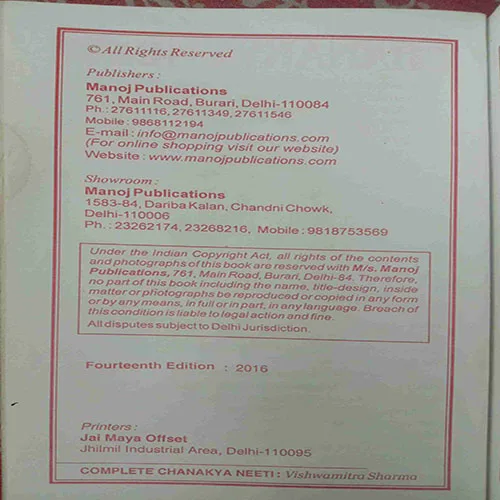 © All Rights Reserved
Publishers :
Manoj Publications
761, Main Road, Burari, Delhi-110084
Ph. : 27611116, 27611349, 27611546
Mobile : 9868112194
E-mail : info@manojpublications.com
(For online shopping visit our website)
Website : www.manojpublications.com
Showroom :
Manoj Publications
1583-84, Dariba Kalan, Chandni Chowk,
Delhi-110006
Ph. : 23262174, 23268216, Mobile : 9818753569
Under the Indian Copyright Act, all rights of the contents
and photographs of this book are reserved with M/s. Manoj
Publications, 761, Main Road, Burari, Delhi-84. Therefore,
no part of this book including the name, title-design, inside
matter or photographs be reproduced or copied in any form
or by any means, in full or in part, in any language. Breach of
this condition is liable to legal action and fine.
All disputes subject to Delhi Jurisdiction.
Fourteenth Edition : 2016
Printers :
Jai Maya Offset
Jhilmil Industrial Area, Delhi-110095
COMPLETE CHANAKYA NEETI : Vishwamitra Sharma